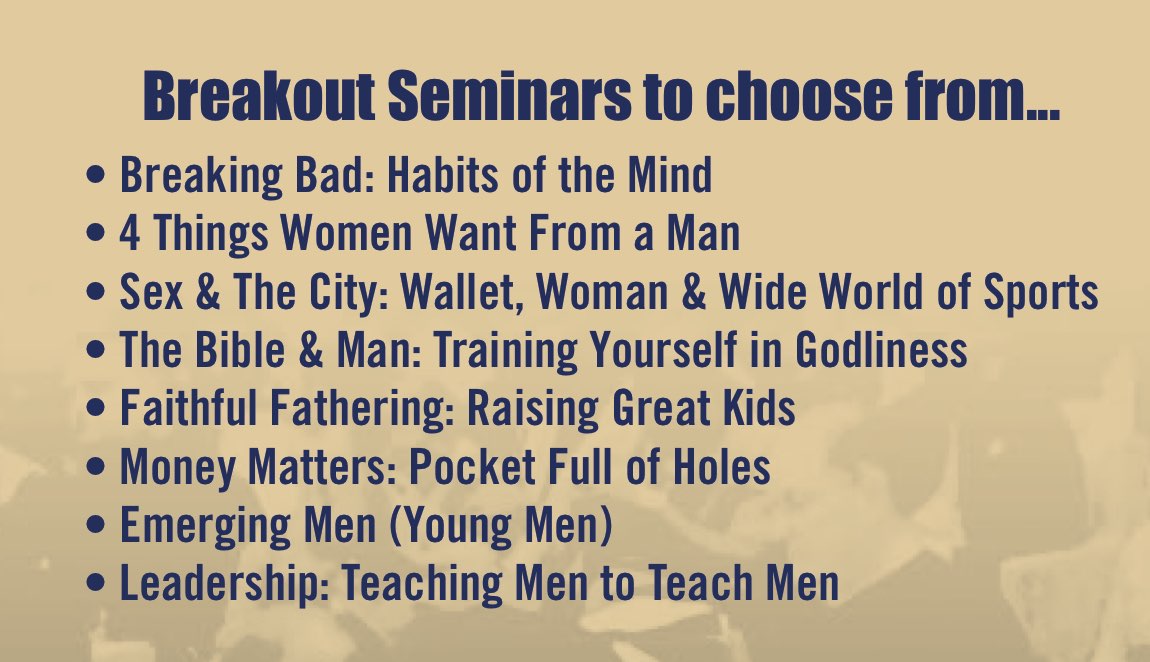 Breakout Seminars to choose from...
• Breaking Bad: Habits of the Mind
• 4 Things Women Want From a Man
• Sex & The City: Wallet, Woman & Wide World of Sports
• The Bible & Man: Training Yourself in Godliness
• Faithful Fathering: Raising Great Kids
• Money Matters: Pocket Full of Holes
• Emerging Men (Young Men)
• Leadership: Teaching Men to Teach Men